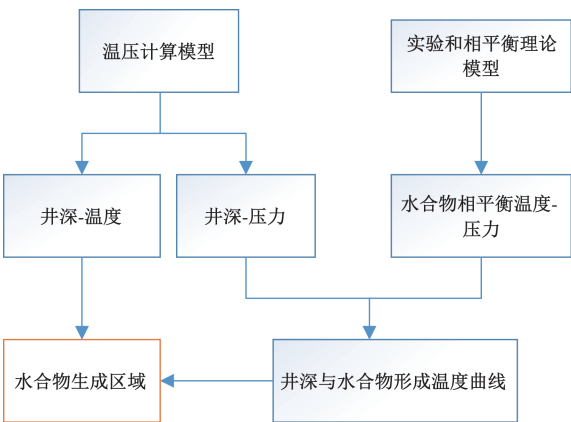 温压计算模型
实验和相平衡理论
模型
井深-温度
井深-压力
水合物相平衡温度-
压力
水合物生成区域
井深与水合物形成温度曲线